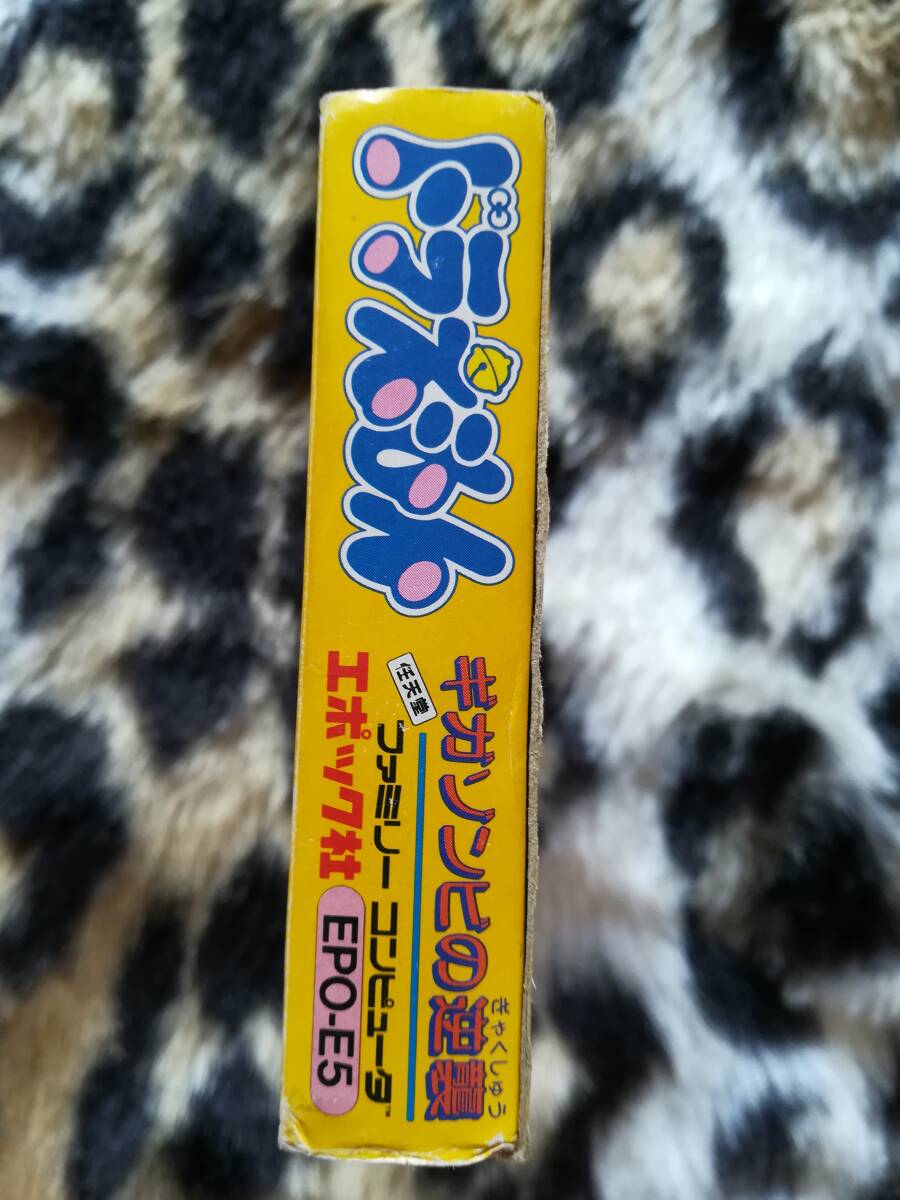 ドラえもん
ギガゾンビの逆襲
ぎゃくしゅう
任天堂
ファミリー コンピュータ™
エポック社
EPO-E5